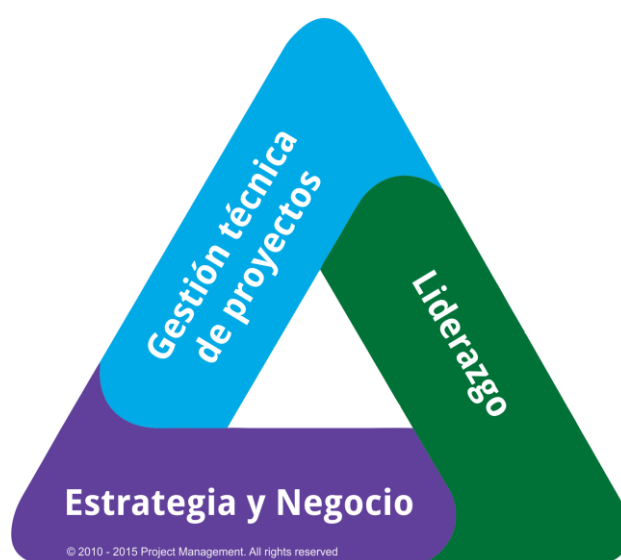 Gestión técnica
de proyectos
Liderazgo
Estrategia y Negocio
© 2010 - 2015 Project Management. All rights reserved